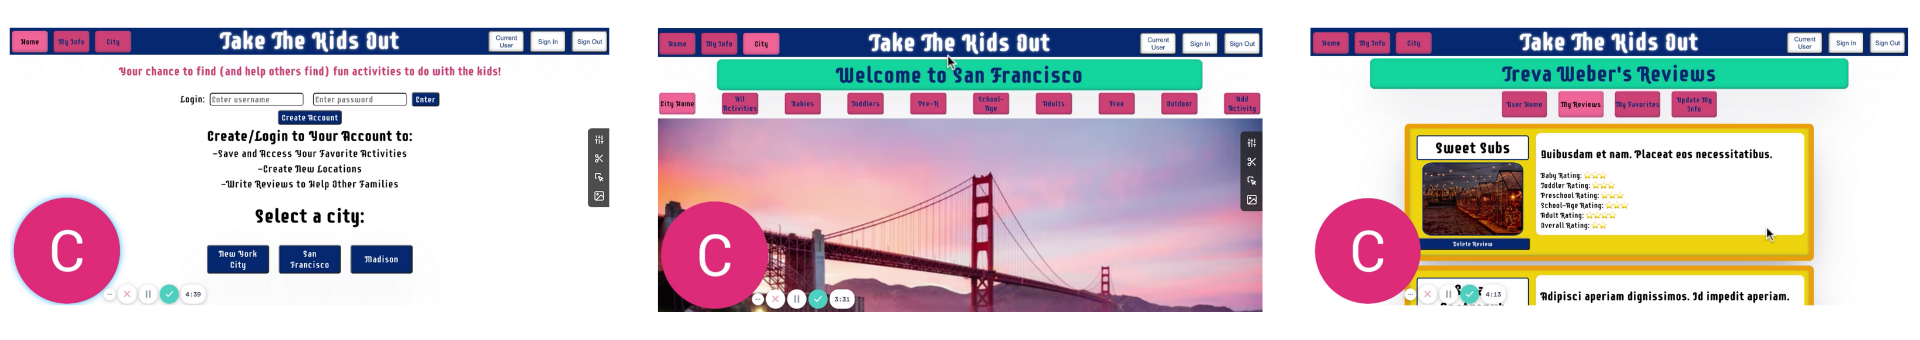 Home My Info City Take The Kids Out Current User Sign In Sign Out
Your chance to find (and help others find) fun activities to do with the kids!
Login: Enter username Enter password Enter
Create Account
Create/Login to Your Account to:
-Save and Access Your Favorite Activities
-Create New Locations
-Write Reviews to Help Other Families
Select a city:
New York City San Francisco Madison
C
4:39
Home My Info City Take The Kids Out Current User Sign In Sign Out
Welcome to San Francisco
City Home All Activities Babies Toddlers Pre-K School-Age Adults Free Outdoor Add Activity
C
3:31
Home My Info City Take The Kids Out Current User Sign In Sign Out
Treva Weber's Reviews
User Home My Reviews My Favorites Update My Info
Sweet Subs
Quibusdam et nam. Placeat eos necessitatibus.
Baby Rating:
Toddler Rating:
Preschool Rating:
School-Age Rating:
Adult Rating:
Overall Rating:
Delete Review
C
4:13
Adipisci aperiam dignissimos. Id impedit aperiam.